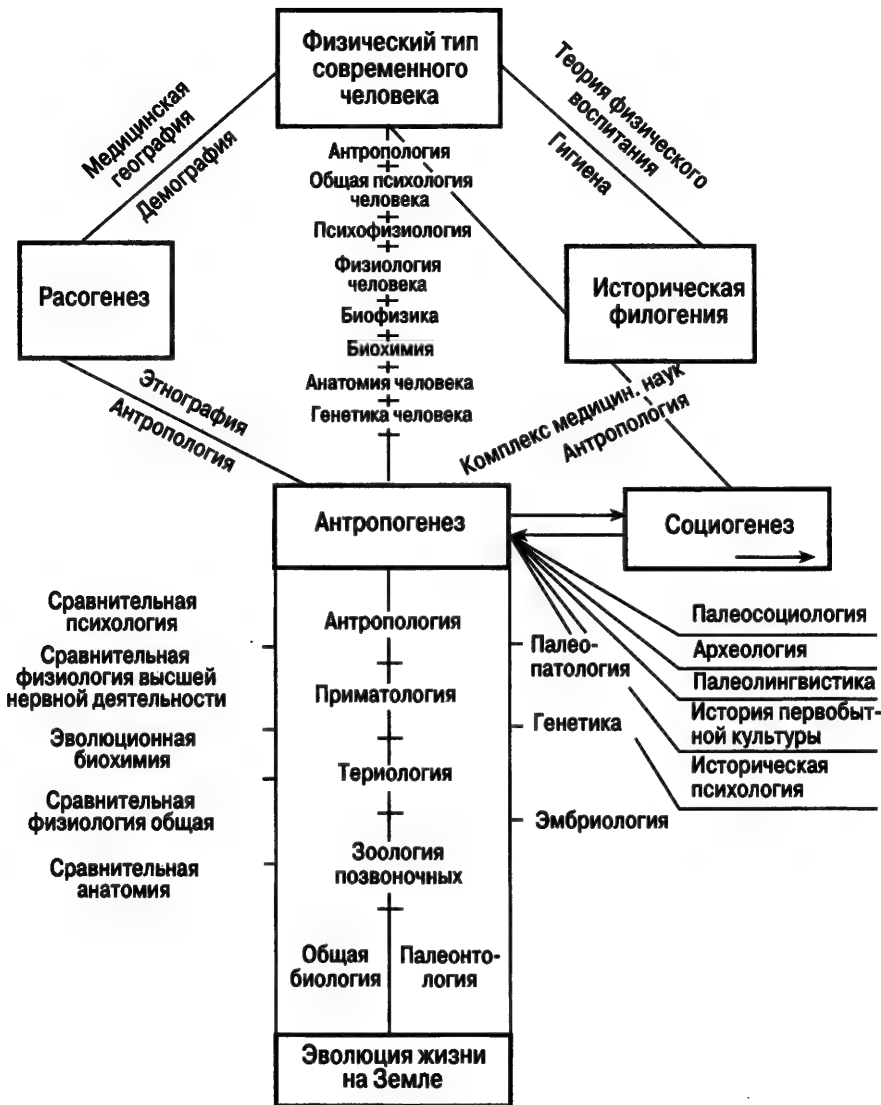 Физический тип
современного
человека
Медицинская
география
Демография
Теория физического
воспитания
Гигиена
Антропология
Общая психология
человека
Психофизиология
Физиология
человека
Биофизика
Биохимия
Анатомия человека
Генетика человека
Расогенез
Историческая
филогения
Этнография
Антропология
Комплекс медицин. наук
Антропология
Антропогенез
Социогенез
Сравнительная
психология
Сравнительная
физиология высшей
нервной деятельности
Эволюционная
биохимия
Сравнительная
физиология общая
Сравнительная
анатомия
Антропология
Приматология
Териология
Зоология
позвоночных
Общая
биология
Палеонто-
логия
Палео-
патология
Генетика
Эмбриология
Палеосоциология
Археология
Палеолингвистика
История первобыт-
ной культуры
Историческая
психология
Эволюция жизни
на Земле